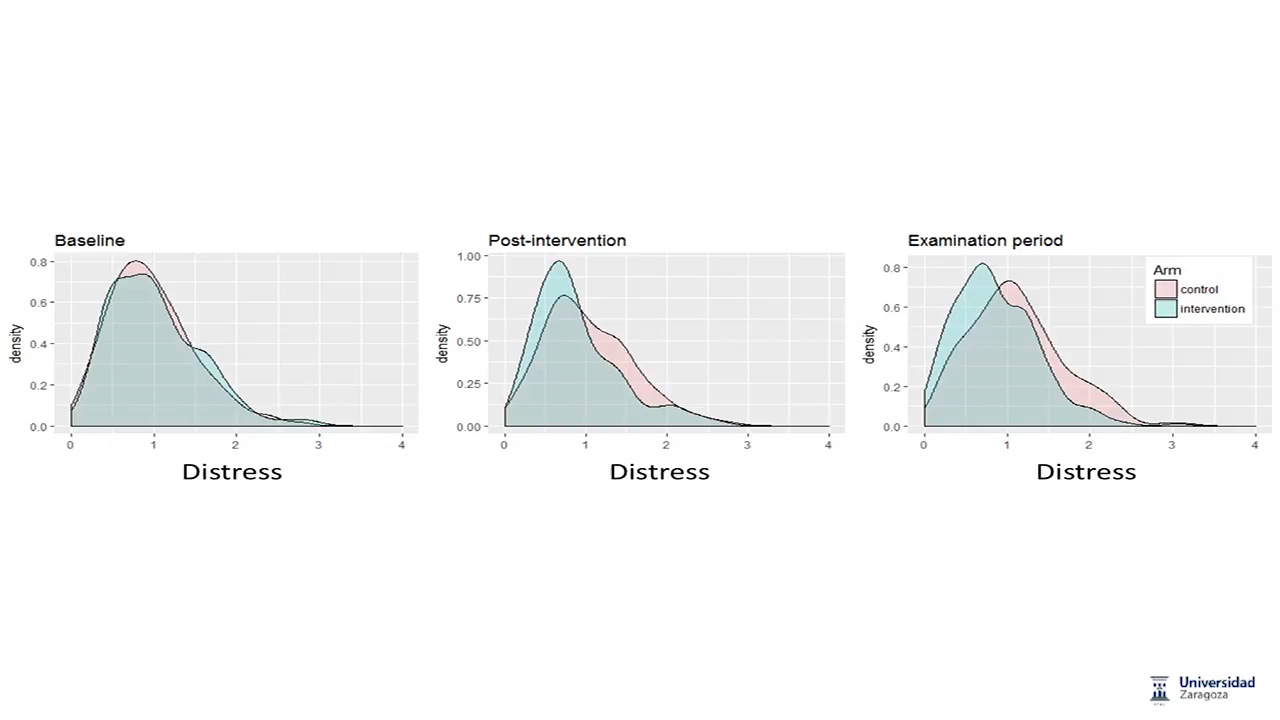 Baseline
0.8
0.6
0.4
0.2
0.0
density
0 1 2 3 4
Distress
Post-intervention
1.00
0.75
0.50
0.25
0.00
density
0 1 2 3 4
Distress
Examination period
0.8
0.6
0.4
0.2
0.0
density
Arm
control
intervention
0 1 2 3 4
Distress
Universidad
Zaragoza